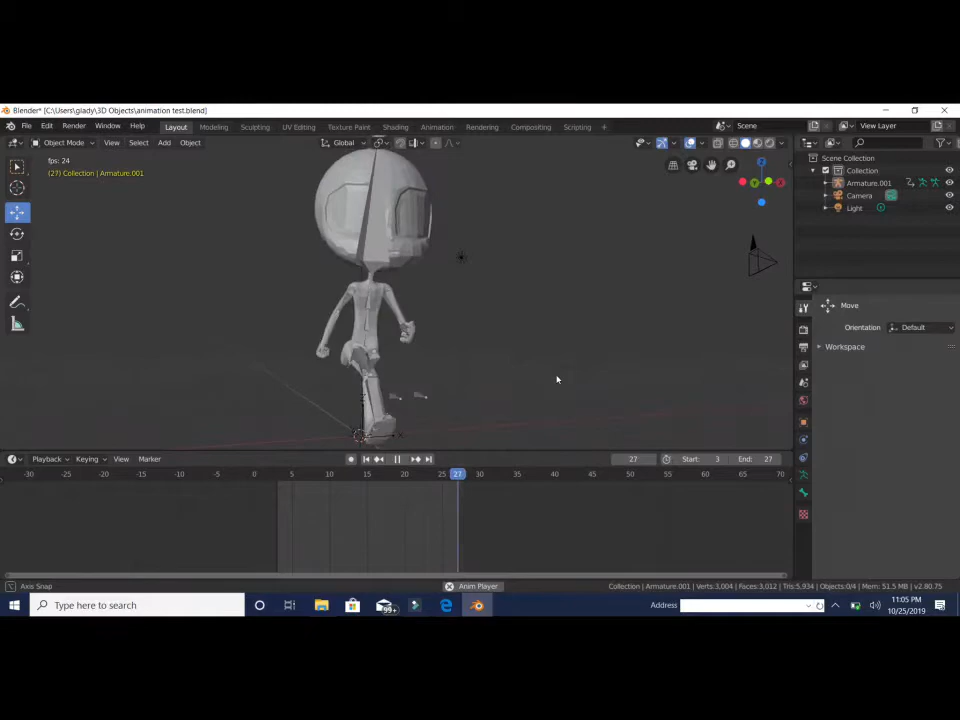 Blender* [C:\Users\glady\3D Objects\animation test.blend]
File Edit Render Window Help Layout Modeling Sculpting UV Editing Texture Paint Shading Animation Rendering Compositing Scripting + Scene View Layer
Object Mode View Select Add Object Global
fps: 24
(27) Collection | Armature.001
Scene Collection
Collection
Armature.001
Camera
Light
Move
Orientation Default
Workspace
Playback Keying View Marker 27 Start: 3 End: 27
-30 -25 -20 -15 -10 -5 0 5 10 15 20 25 27 30 35 40 45 50 55 60 65 70
Axis Snap Anim Player Collection | Armature.001 | Verts:3,004 | Faces:3,012 | Tris:5,934 | Objects:0/4 | Mem: 51.5 MB | v2.80.75
Type here to search 99+ Address 11:05 PM
10/25/2019